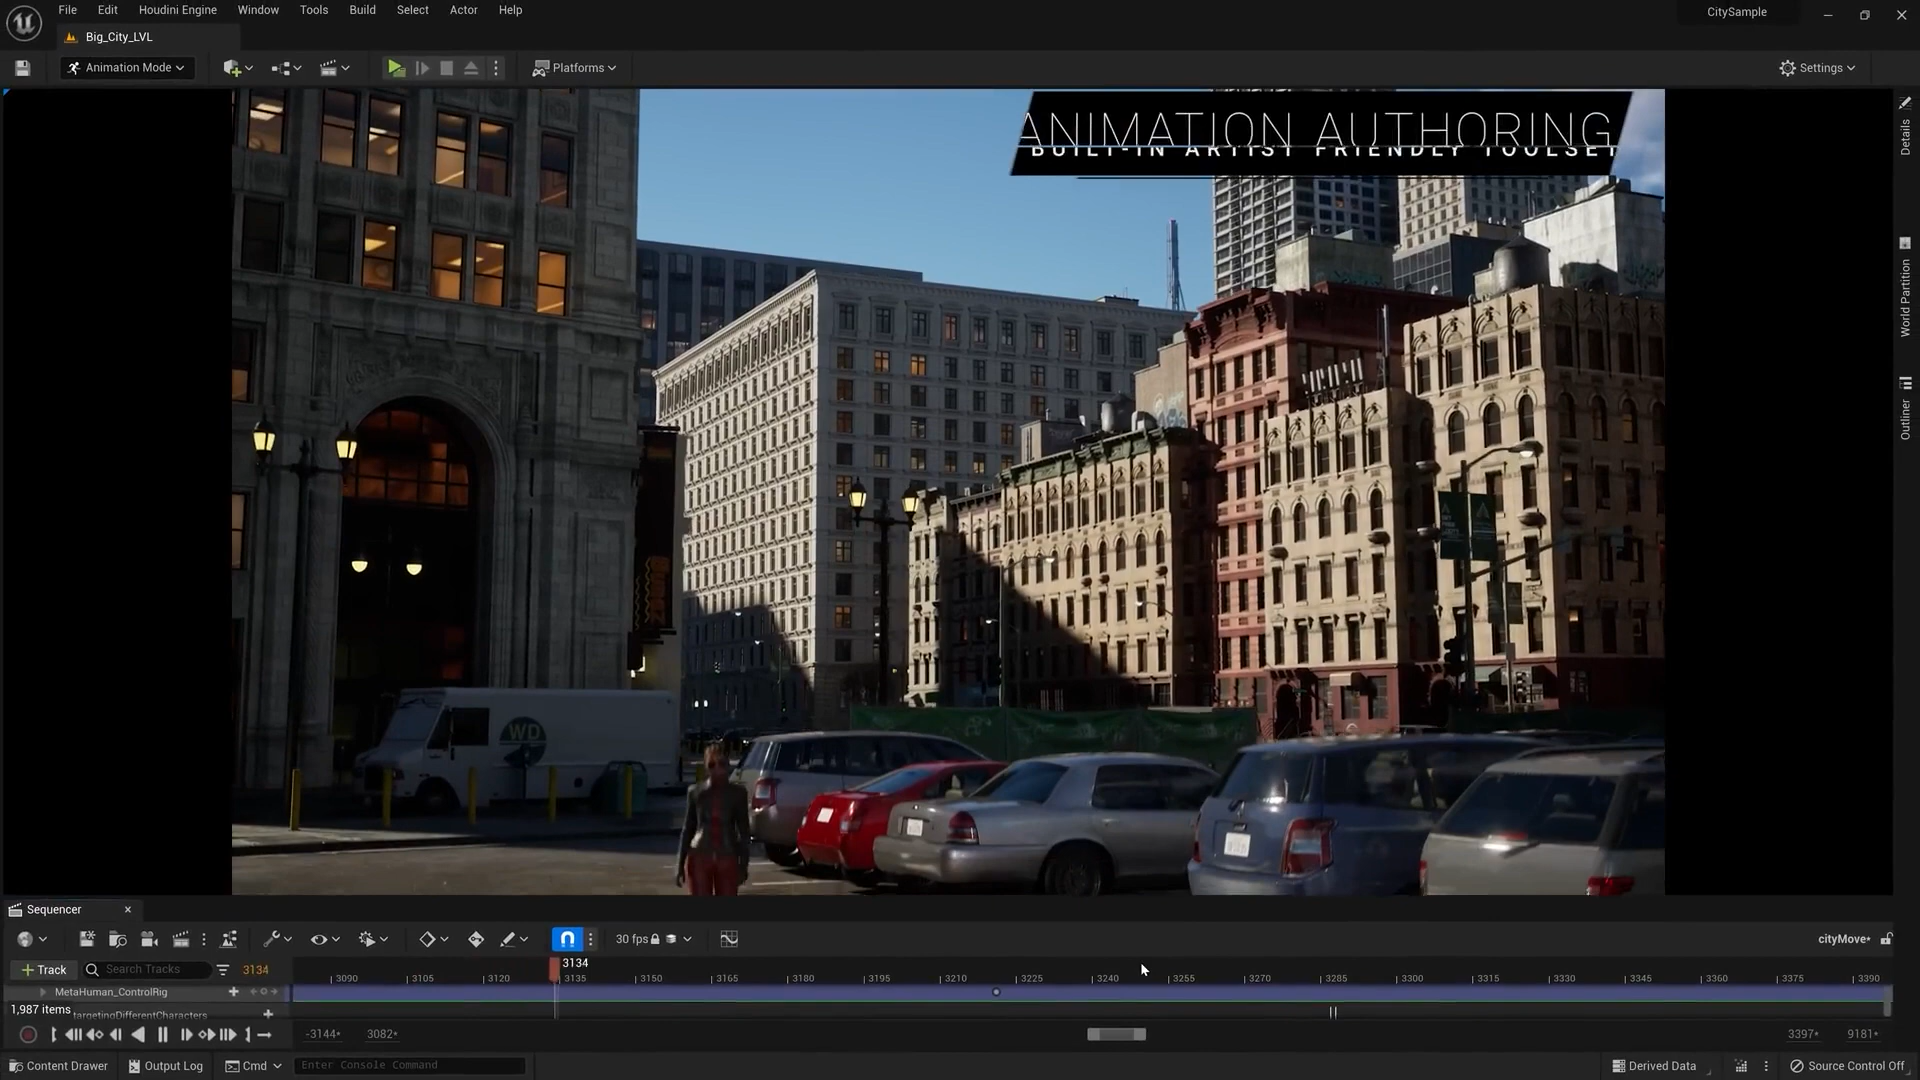 File Edit Houdini Engine Window Tools Build Select Actor Help
CitySample
Big_City_LVL
Animation Mode
Platforms
Settings
ANIMATION AUTHORING
BUILT-IN ARTIST FRIENDLY TOOLSET
Details
World Partition
Outliner
WD
Sequencer
30 fps
cityMove*
Track
Search Tracks
3134
3134
3090 3105 3120 3135 3150 3165 3180 3195 3210 3225 3240 3255 3270 3285 3300 3315 3330 3345 3360 3375 3390
MetaHuman_ControlRig
1,987 items
targetingDifferentCharacters
-3144* 3082* 3397* 9181*
Content Drawer Output Log Cmd Enter Console Command Derived Data Source Control Off